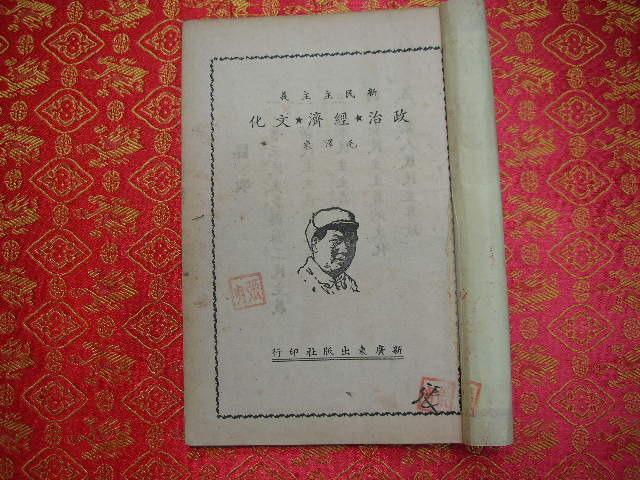 新民主主義
政治★經濟★文化
毛澤東
新廣東出版社印行
張